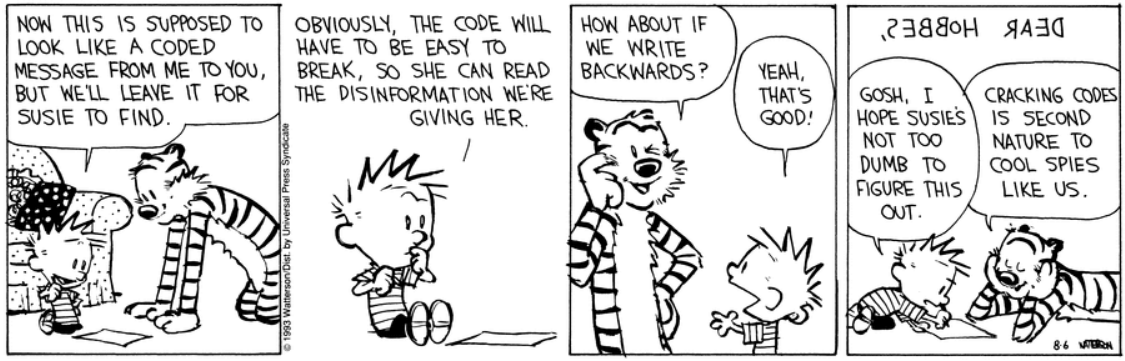 NOW THIS IS SUPPOSED TO
LOOK LIKE A CODED
MESSAGE FROM ME TO YOU,
BUT WE'LL LEAVE IT FOR
SUSIE TO FIND.
© 1993 Watterson/Dist. by Universal Press Syndicate
OBVIOUSLY, THE CODE WILL
HAVE TO BE EASY TO
BREAK, SO SHE CAN READ
THE DISINFORMATION WE'RE
GIVING HER.
HOW ABOUT IF
WE WRITE
BACKWARDS?
YEAH,
THAT'S
GOOD!
DEAR HOBBES,
GOSH, I
HOPE SUSIE'S
NOT TOO
DUMB TO
FIGURE THIS
OUT.
CRACKING CODES
IS SECOND
NATURE TO
COOL SPIES
LIKE US.
8-6 WATTERSON